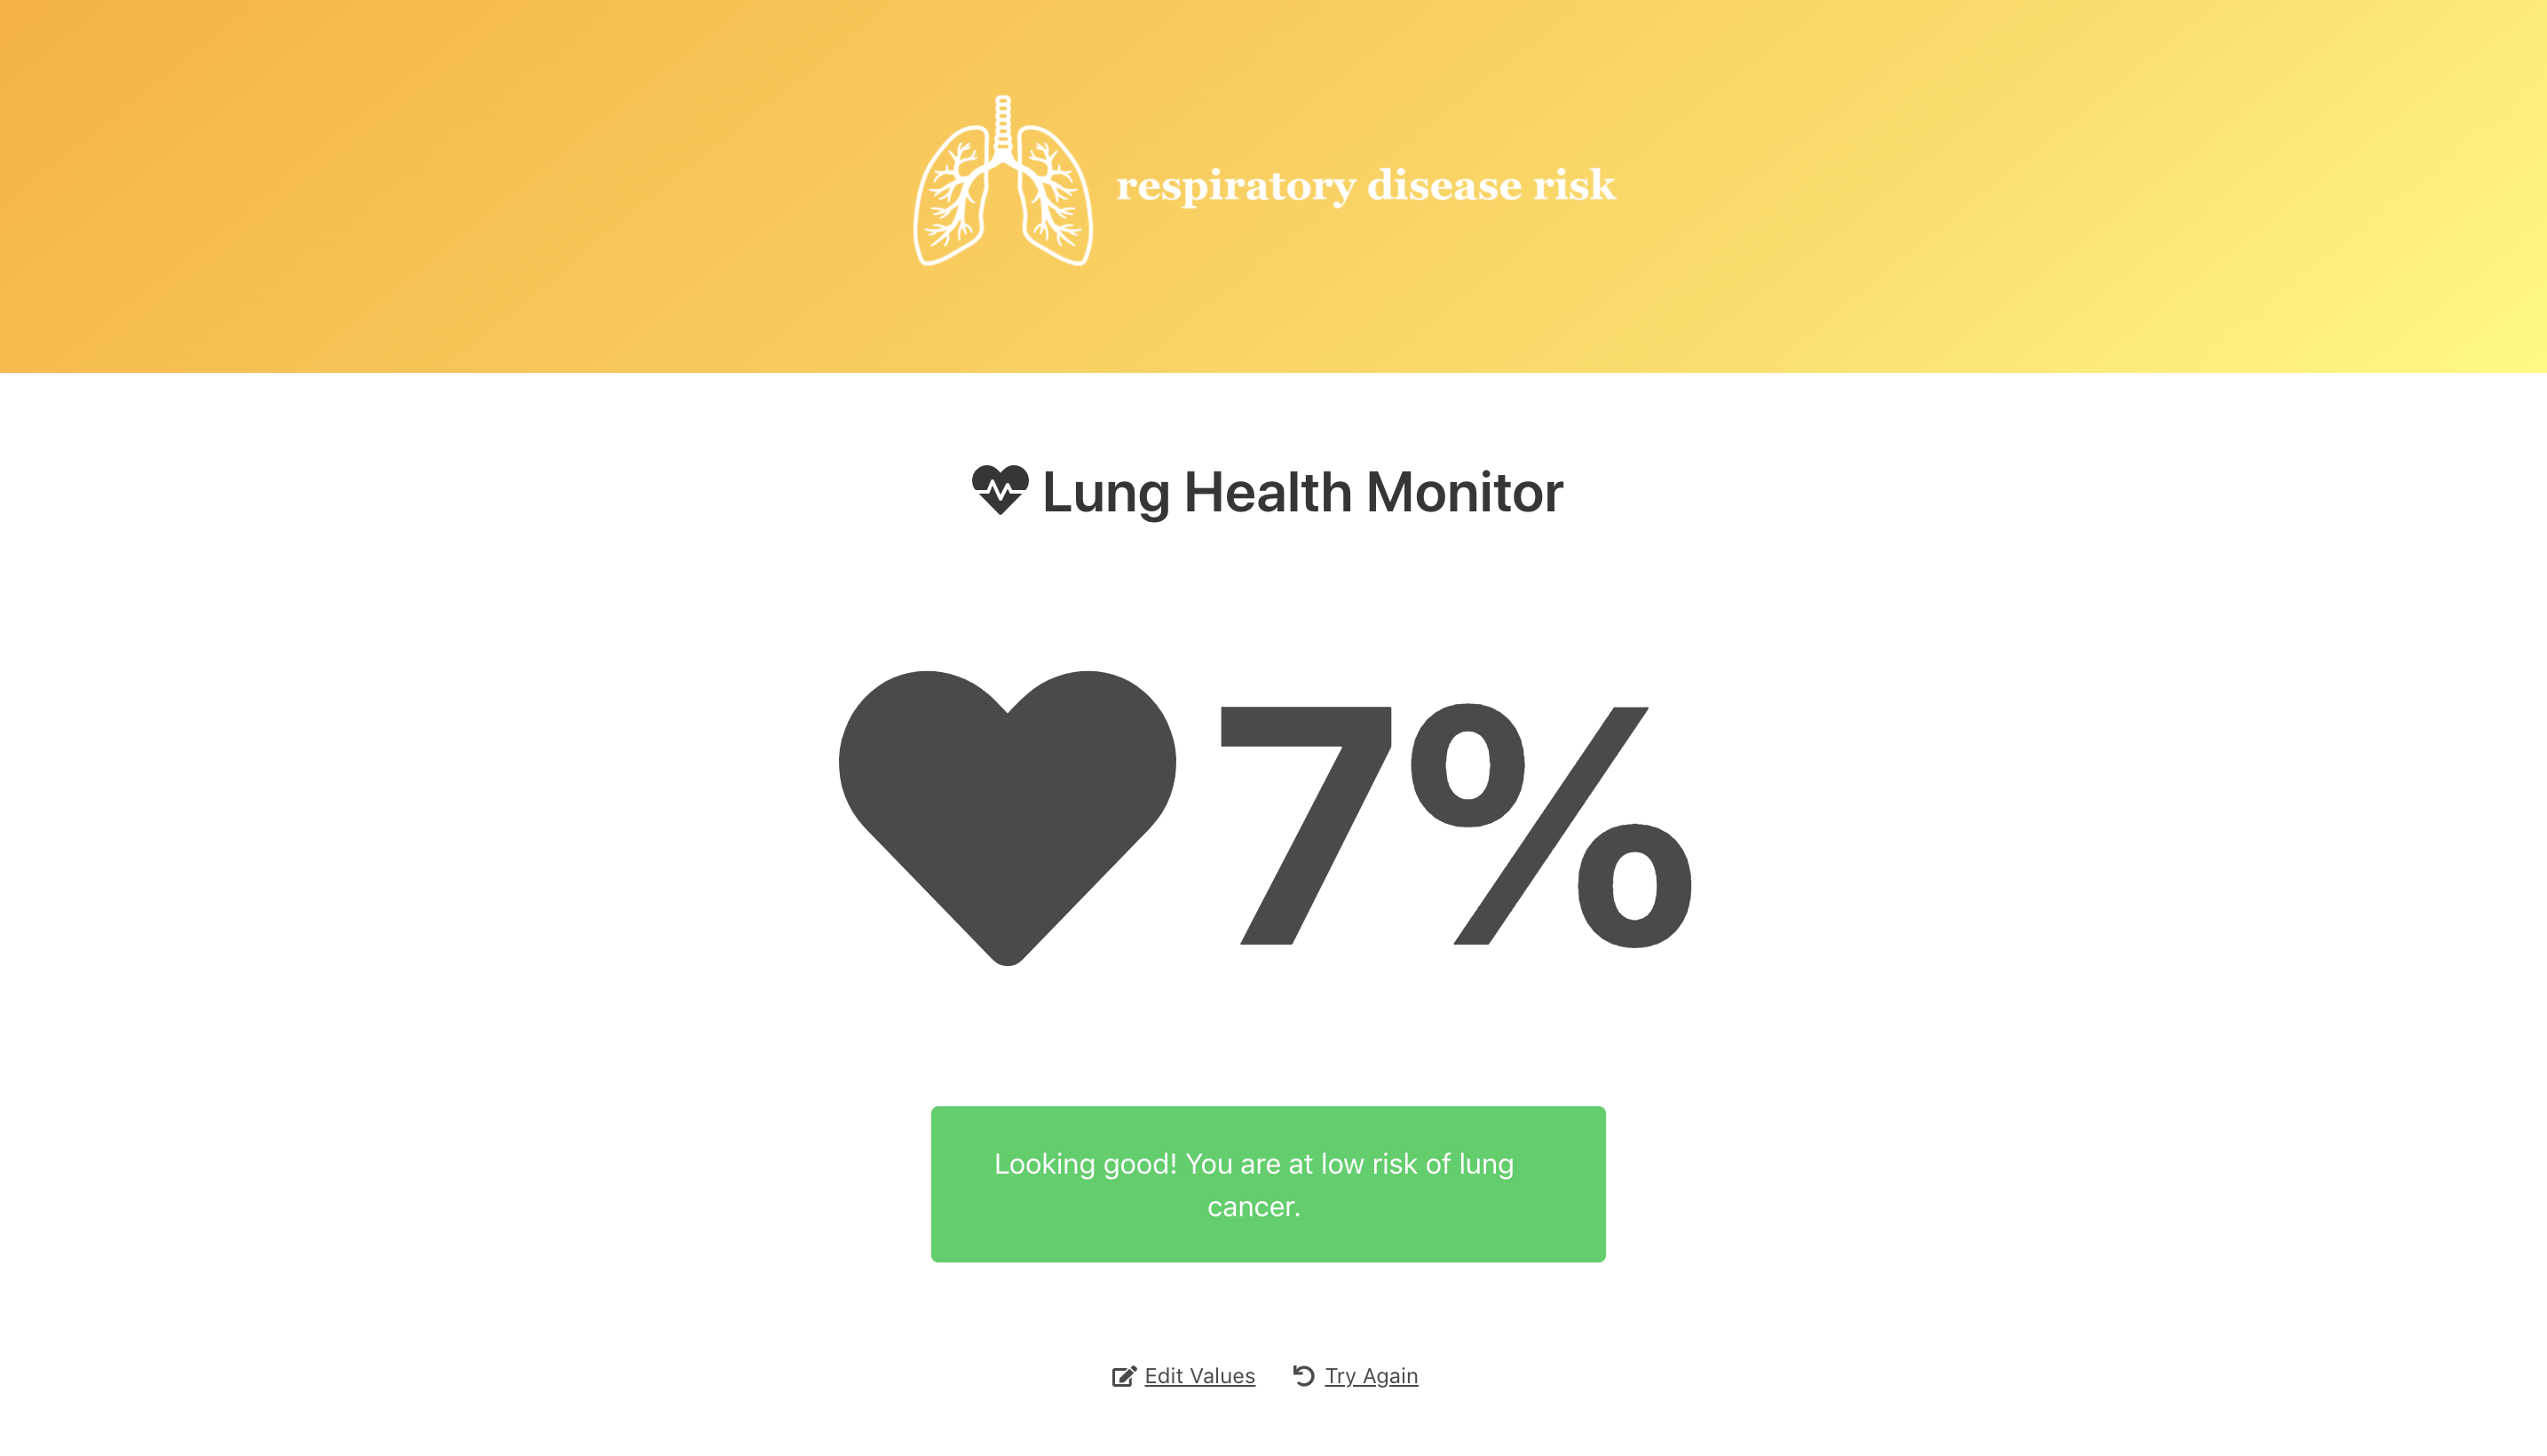 respiratory disease risk
Lung Health Monitor
7%
Looking good! You are at low risk of lung
cancer.
Edit Values Try Again